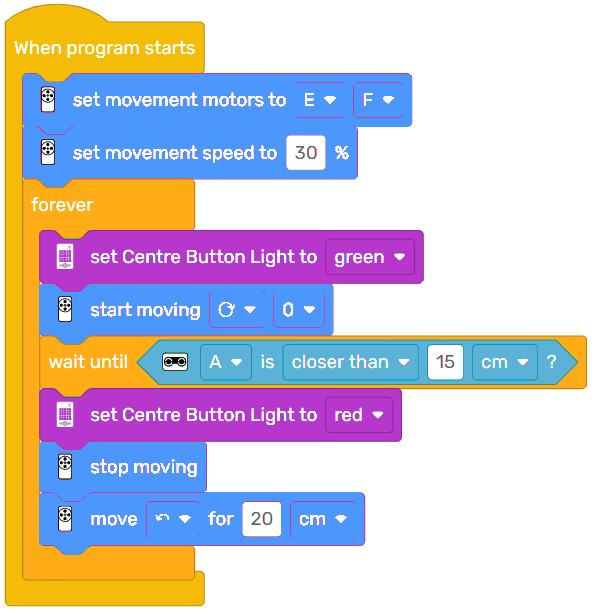 When program starts
set movement motors to E F
set movement speed to 30 %
forever
set Centre Button Light to green
start moving 0
wait until A is closer than 15 cm ?
set Centre Button Light to red
stop moving
move for 20 cm